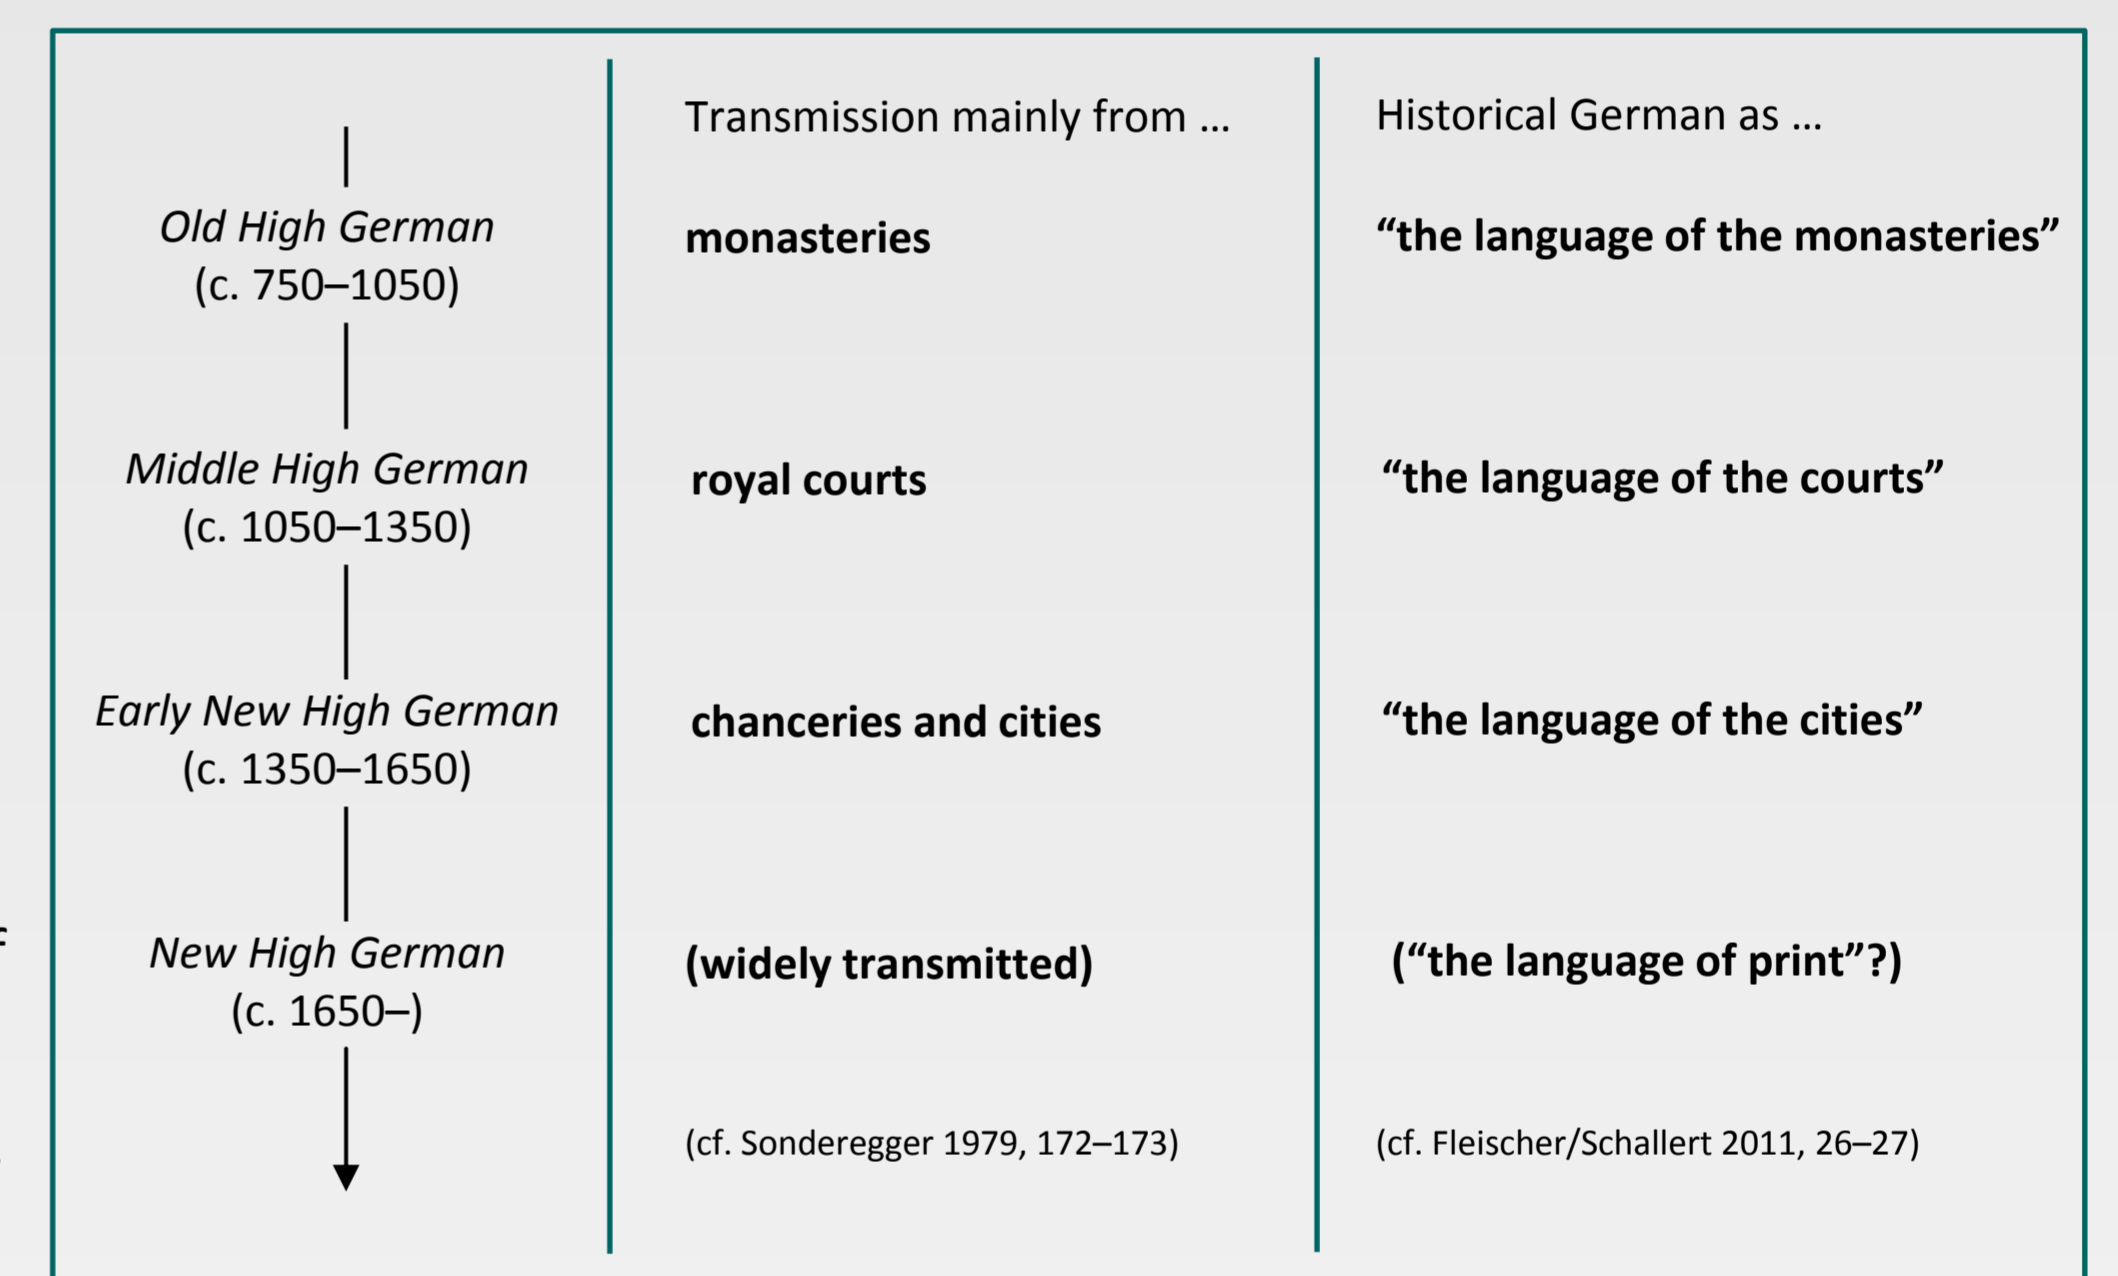 Transmission mainly from ...
Historical German as ...
Old High German
(c. 750–1050)
monasteries
“the language of the monasteries”
Middle High German
(c. 1050–1350)
royal courts
“the language of the courts”
Early New High German
(c. 1350–1650)
chanceries and cities
“the language of the cities”
New High German
(c. 1650–)
(widely transmitted)
(“the language of print”?)
(cf. Sonderegger 1979, 172–173)
(cf. Fleischer/Schallert 2011, 26–27)